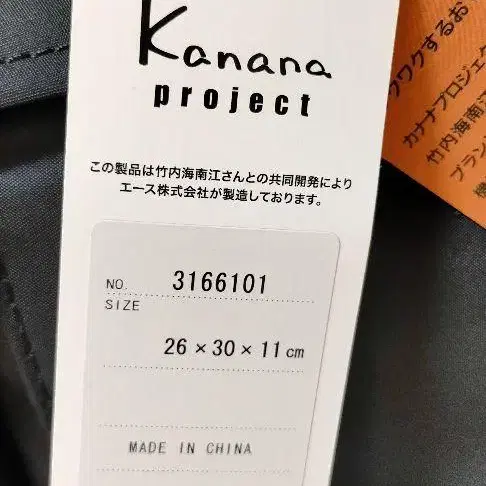 Kanana
project
この製品は竹内海南江さんとの共同開発により
エース株式会社が製造しております。
NO. 3166101
SIZE
26×30×11cm
MADE IN CHINA
クワクするお
カナナプロジェク
竹内海南江
ブラン
機